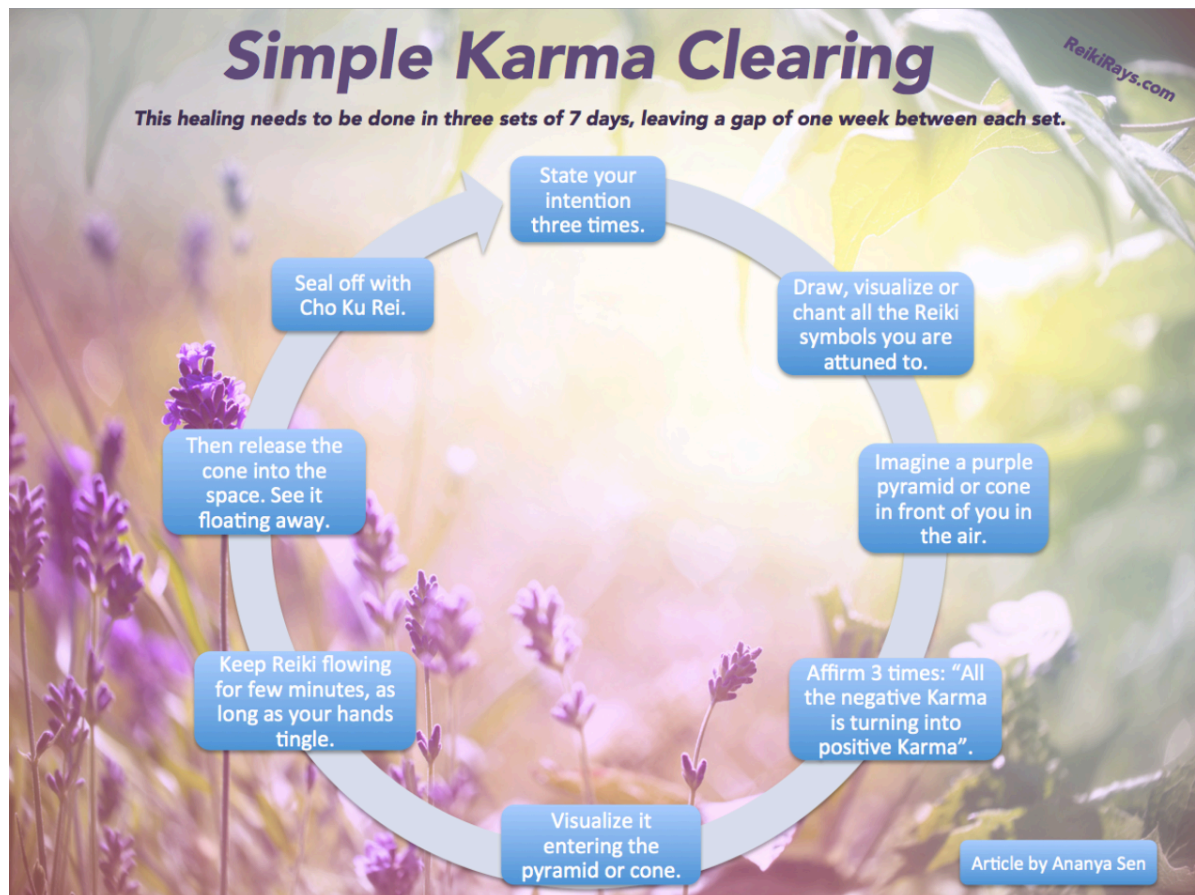 Simple Karma Clearing
ReikiRays.com
This healing needs to be done in three sets of 7 days, leaving a gap of one week between each set.
State your
intention
three times.
Draw, visualize or
chant all the Reiki
symbols you are
attuned to.
Imagine a purple
pyramid or cone
in front of you in
the air.
Affirm 3 times: “All
the negative Karma
is turning into
positive Karma”.
Visualize it
entering the
pyramid or cone.
Keep Reiki flowing
for few minutes, as
long as your hands
tingle.
Then release the
cone into the
space. See it
floating away.
Seal off with
Cho Ku Rei.
Article by Ananya Sen